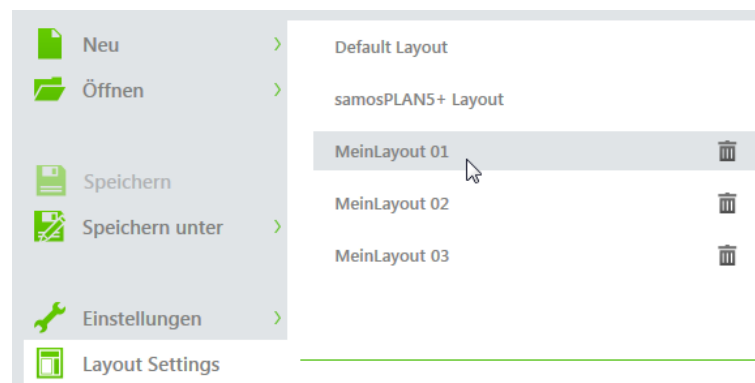 Neu
Öffnen
Speichern
Speichern unter
Einstellungen
Layout Settings
Default Layout
samosPLAN5+ Layout
MeinLayout 01
MeinLayout 02
MeinLayout 03